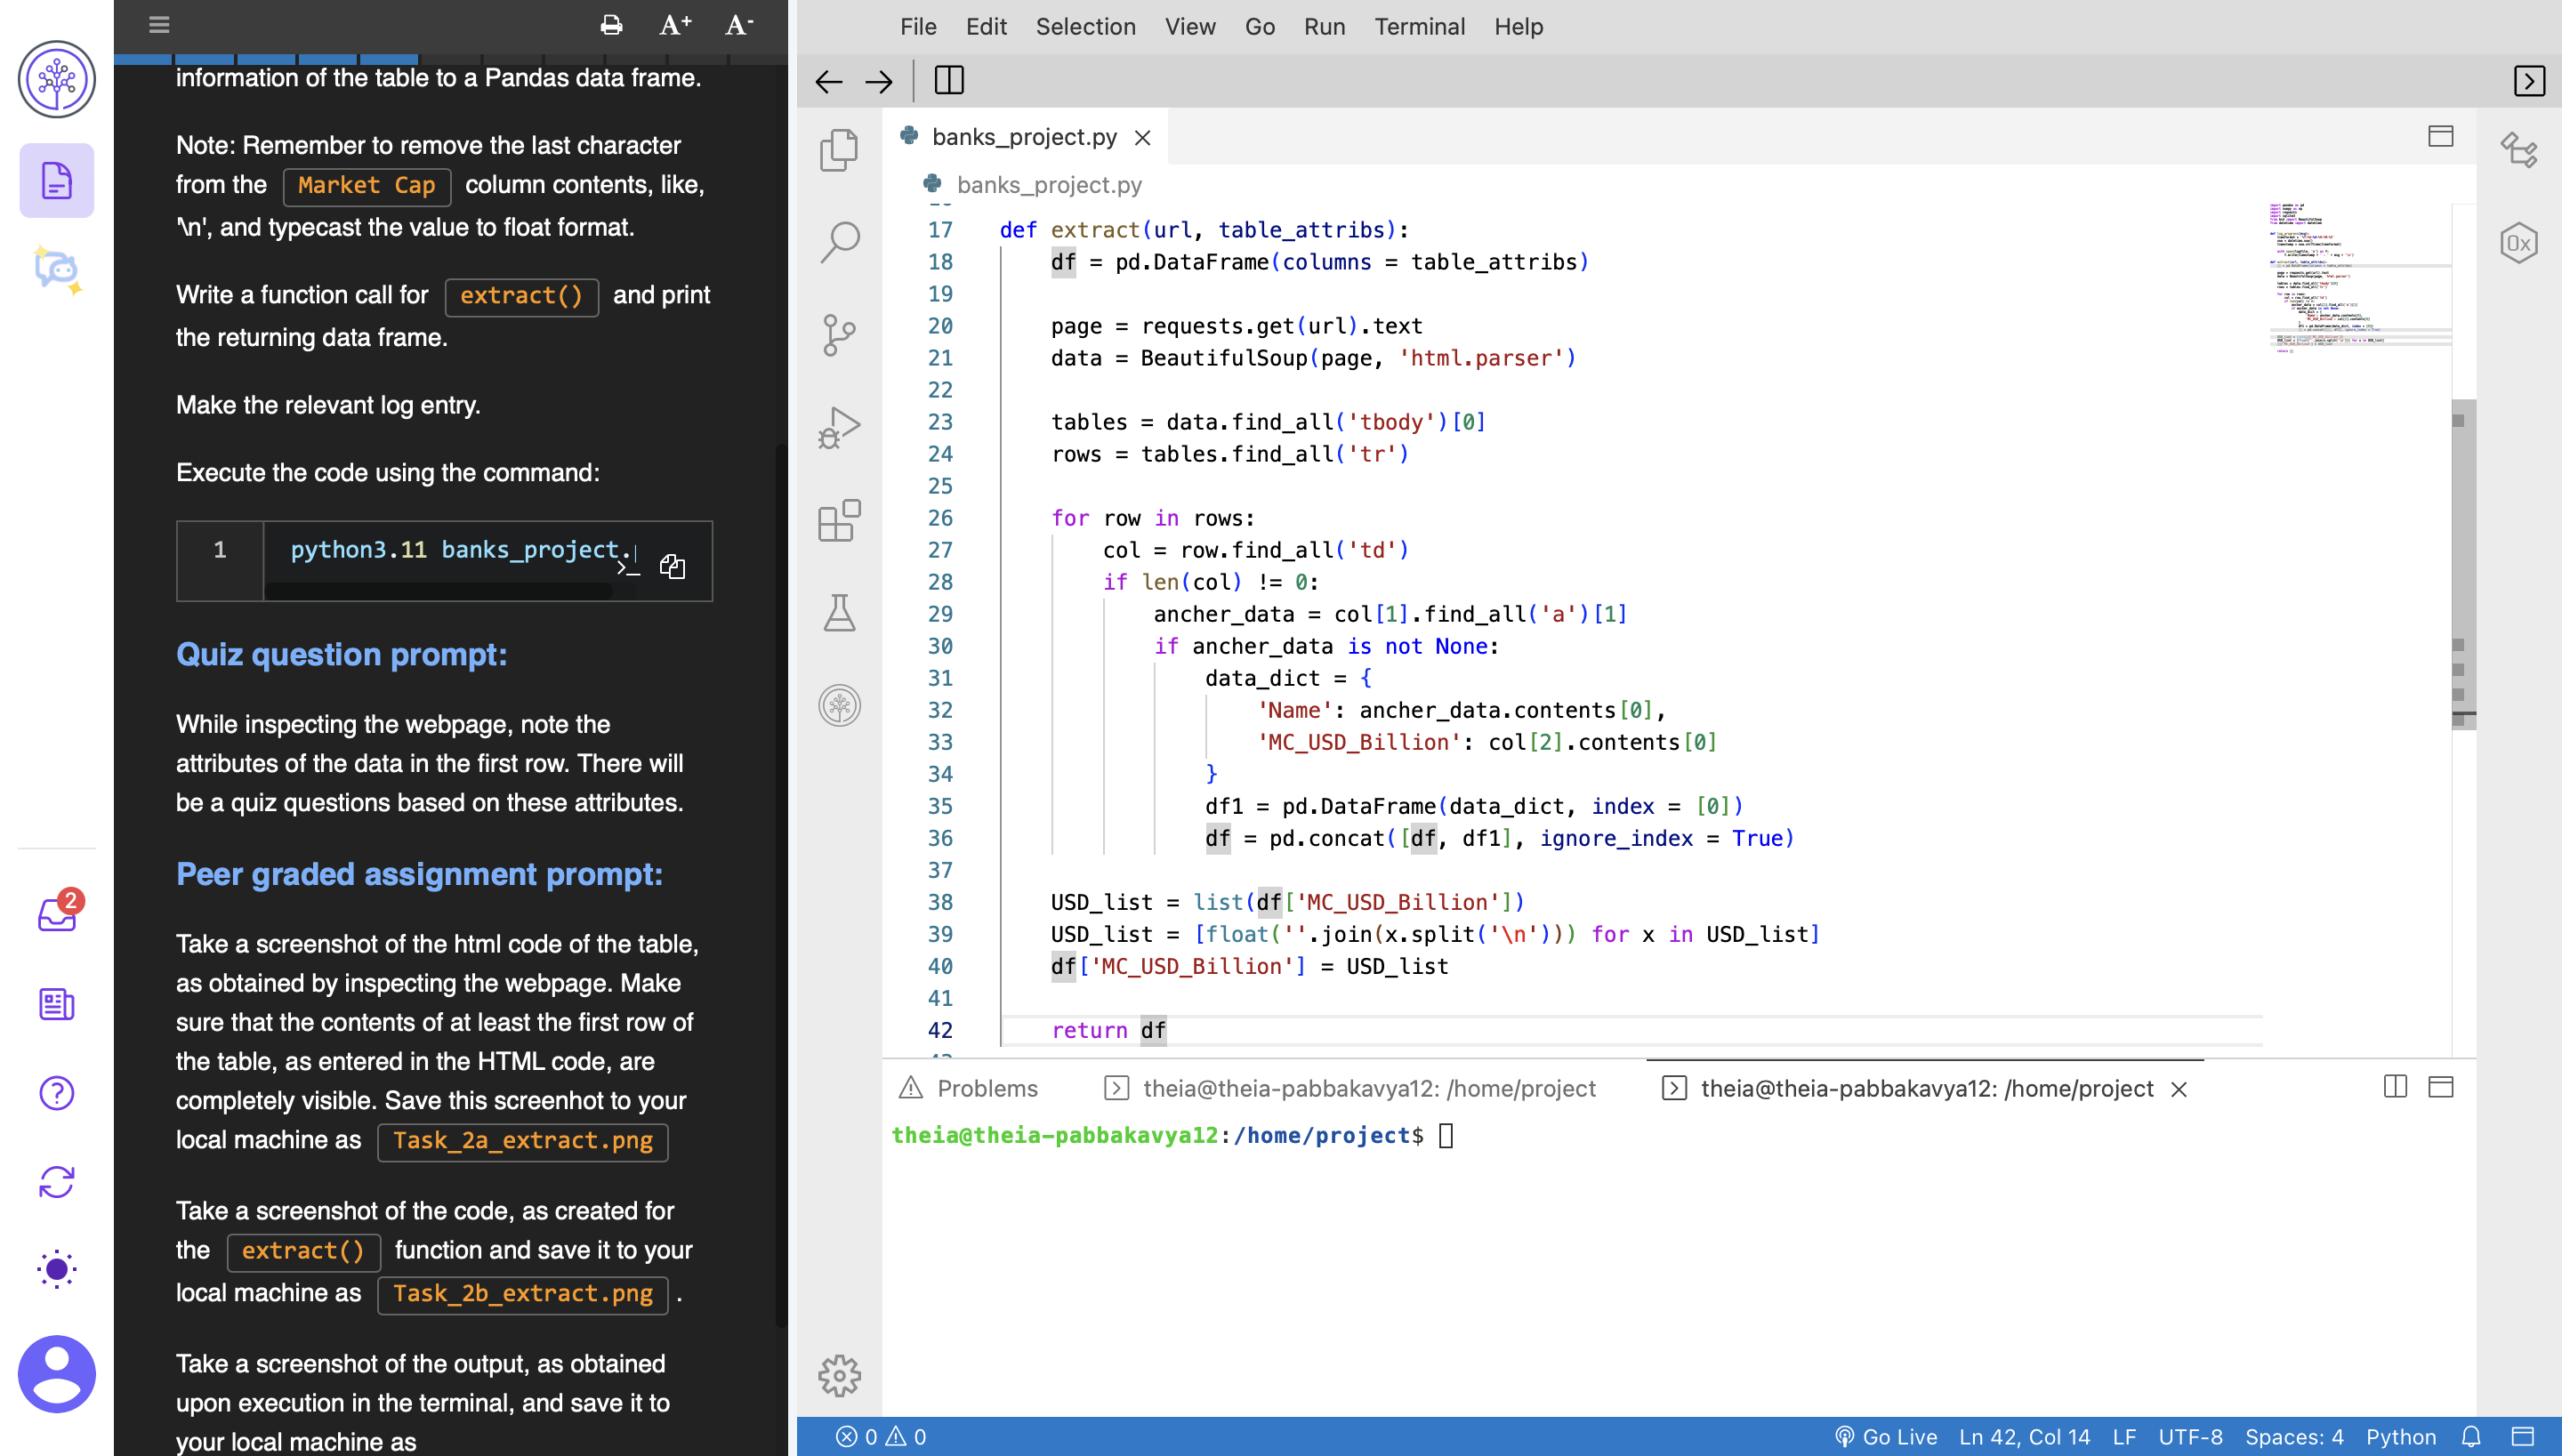 A+ A-
information of the table to a Pandas data frame.
Note: Remember to remove the last character
from the Market Cap column contents, like,
'\n', and typecast the value to float format.
Write a function call for extract() and print
the returning data frame.
Make the relevant log entry.
Execute the code using the command:
1 python3.11 banks_project.
Quiz question prompt:
While inspecting the webpage, note the
attributes of the data in the first row. There will
be a quiz questions based on these attributes.
Peer graded assignment prompt:
Take a screenshot of the html code of the table,
as obtained by inspecting the webpage. Make
sure that the contents of at least the first row of
the table, as entered in the HTML code, are
completely visible. Save this screenhot to your
local machine as Task_2a_extract.png
Take a screenshot of the code, as created for
the extract() function and save it to your
local machine as Task_2b_extract.png .
Take a screenshot of the output, as obtained
upon execution in the terminal, and save it to
your local machine as
2
File Edit Selection View Go Run Terminal Help
banks_project.py
banks_project.py
17 def extract(url, table_attribs):
18     df = pd.DataFrame(columns = table_attribs)
19
20     page = requests.get(url).text
21     data = BeautifulSoup(page, 'html.parser')
22
23     tables = data.find_all('tbody')[0]
24     rows = tables.find_all('tr')
25
26     for row in rows:
27         col = row.find_all('td')
28         if len(col) != 0:
29             ancher_data = col[1].find_all('a')[1]
30             if ancher_data is not None:
31                 data_dict = {
32                     'Name': ancher_data.contents[0],
33                     'MC_USD_Billion': col[2].contents[0]
34                 }
35                 df1 = pd.DataFrame(data_dict, index = [0])
36                 df = pd.concat([df, df1], ignore_index = True)
37
38     USD_list = list(df['MC_USD_Billion'])
39     USD_list = [float(''.join(x.split('\n'))) for x in USD_list]
40     df['MC_USD_Billion'] = USD_list
41
42     return df
Problems theia@theia-pabbakavya12: /home/project theia@theia-pabbakavya12: /home/project
theia@theia-pabbakavya12:/home/project$
0 0 Go Live Ln 42, Col 14 LF UTF-8 Spaces: 4 Python